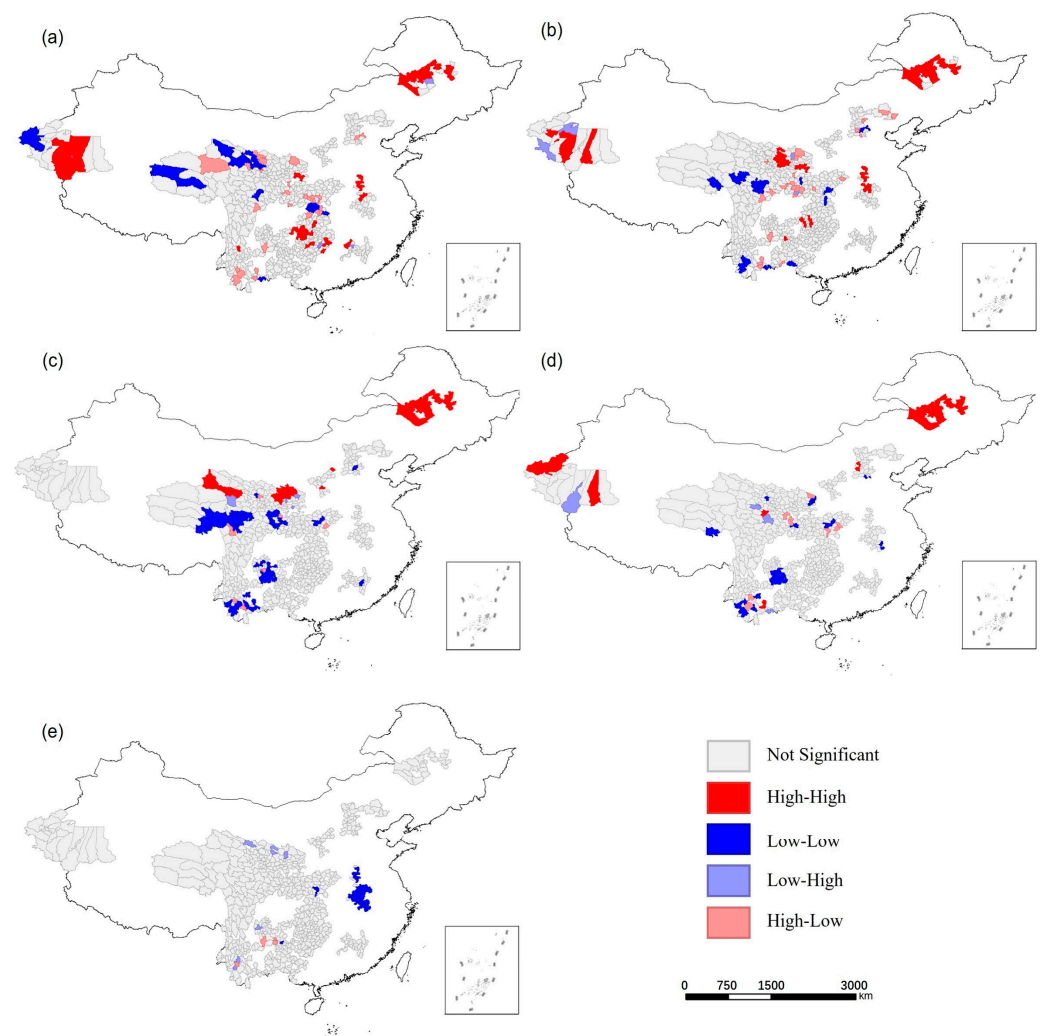 (a)
(b)
(c)
(d)
(e)
Not Significant
High-High
Low-Low
Low-High
High-Low
0 750 1500 3000
km